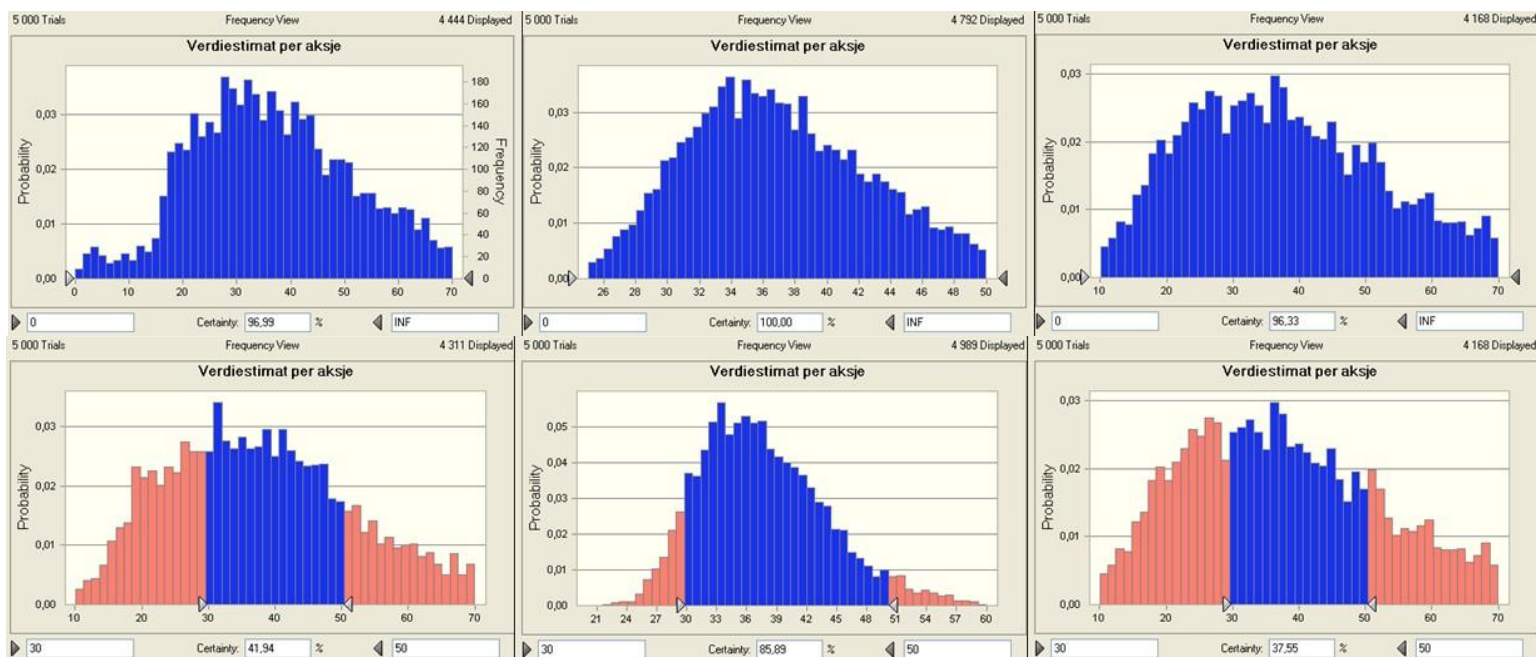 5 000 Trials Frequency View 4 444 Displayed
Verdiestimat per aksje
Probability
0,03
0,02
0,01
0,00
Frequency
180
160
140
120
100
80
60
40
20
0
0 10 20 30 40 50 60 70
0 Certainty: 96,99 % INF
5 000 Trials Frequency View 4 792 Displayed
Verdiestimat per aksje
Probability
0,03
0,02
0,01
0,00
26 28 30 32 34 36 38 40 42 44 46 48 50
0 Certainty: 100,00 % INF
5 000 Trials Frequency View 4 168 Displayed
Verdiestimat per aksje
Probability
0,03
0,02
0,01
0,00
10 20 30 40 50 60 70
0 Certainty: 96,33 % INF
5 000 Trials Frequency View 4 311 Displayed
Verdiestimat per aksje
Probability
0,03
0,02
0,01
0,00
10 20 30 40 50 60 70
30 Certainty: 41,94 % 50
5 000 Trials Frequency View 4 989 Displayed
Verdiestimat per aksje
Probability
0,05
0,04
0,03
0,02
0,01
0,00
21 24 27 30 33 36 39 42 45 48 51 54 57 60
30 Certainty: 85,89 % 50
5 000 Trials Frequency View 4 168 Displayed
Verdiestimat per aksje
Probability
0,03
0,02
0,01
0,00
10 20 30 40 50 60 70
30 Certainty: 37,55 % 50